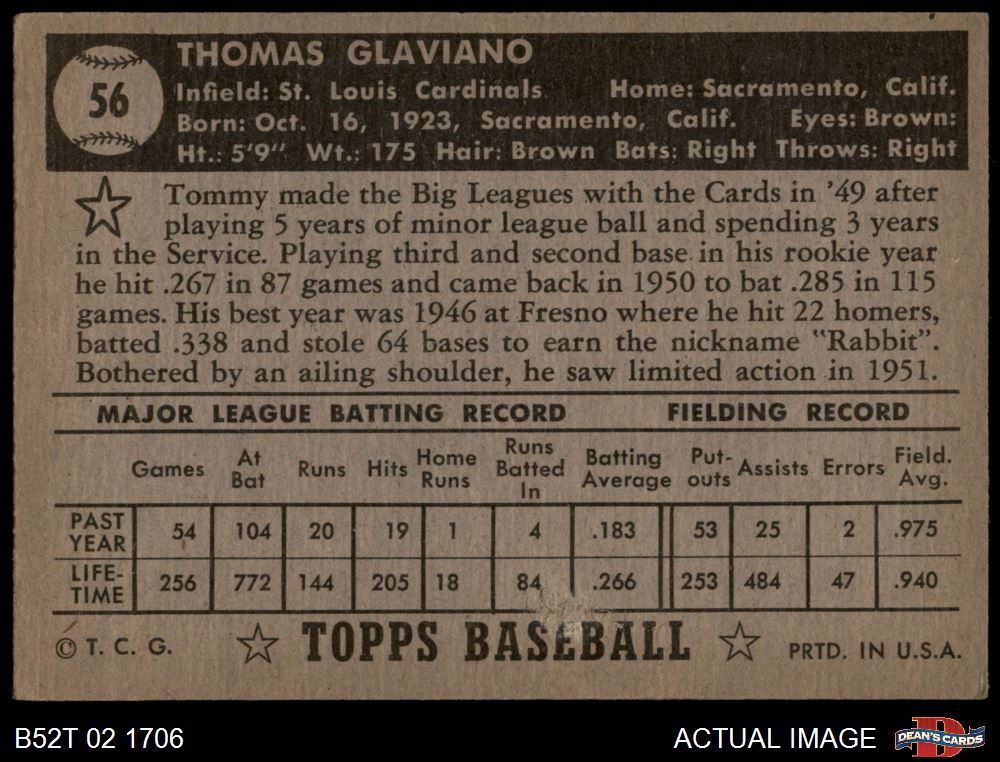 THOMAS GLAVIANO
56
Infield: St. Louis Cardinals Home: Sacramento, Calif.
Born: Oct. 16, 1923, Sacramento, Calif. Eyes: Brown:
Ht.: 5'9" Wt.: 175 Hair: Brown Bats: Right Throws: Right
Tommy made the Big Leagues with the Cards in '49 after
playing 5 years of minor league ball and spending 3 years
in the Service. Playing third and second base in his rookie year
he hit .267 in 87 games and came back in 1950 to bat .285 in 115
games. His best year was 1946 at Fresno where he hit 22 homers,
batted .338 and stole 64 bases to earn the nickname "Rabbit".
Bothered by an ailing shoulder, he saw limited action in 1951.
MAJOR LEAGUE BATTING RECORD FIELDING RECORD
Games At Bat Runs Hits Home Runs Runs Batted In Batting Average Put-outs Assists Errors Field. Avg.
PAST YEAR 54 104 20 19 1 4 .183 53 25 2 .975
LIFE-TIME 256 772 144 205 18 84 .266 253 484 47 .940
© T. C. G. TOPPS BASEBALL PRTD. IN U.S.A.
B52T 02 1706 ACTUAL IMAGE DEAN'S CARDS